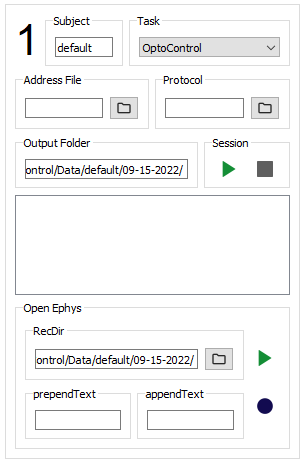 1
Subject
default
Task
OptoControl
Address File
Protocol
Output Folder
ontrol/Data/default/09-15-2022/
Session
Open Ephys
RecDir
ontrol/Data/default/09-15-2022/
prependText
appendText